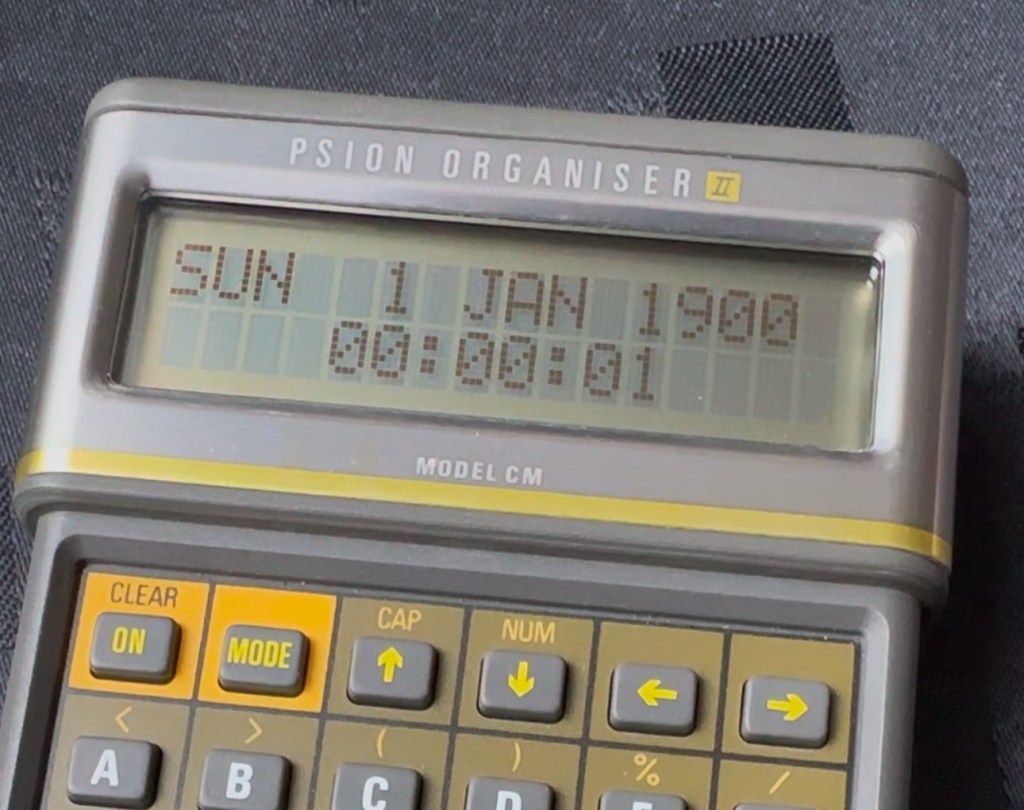 PSION ORGANISER II
SUN 1 JAN 1900
00:00:01
MODEL CM
CLEAR CAP NUM
ON MODE ↑ ↓ ← →
< > ( ) % /
A B C D E